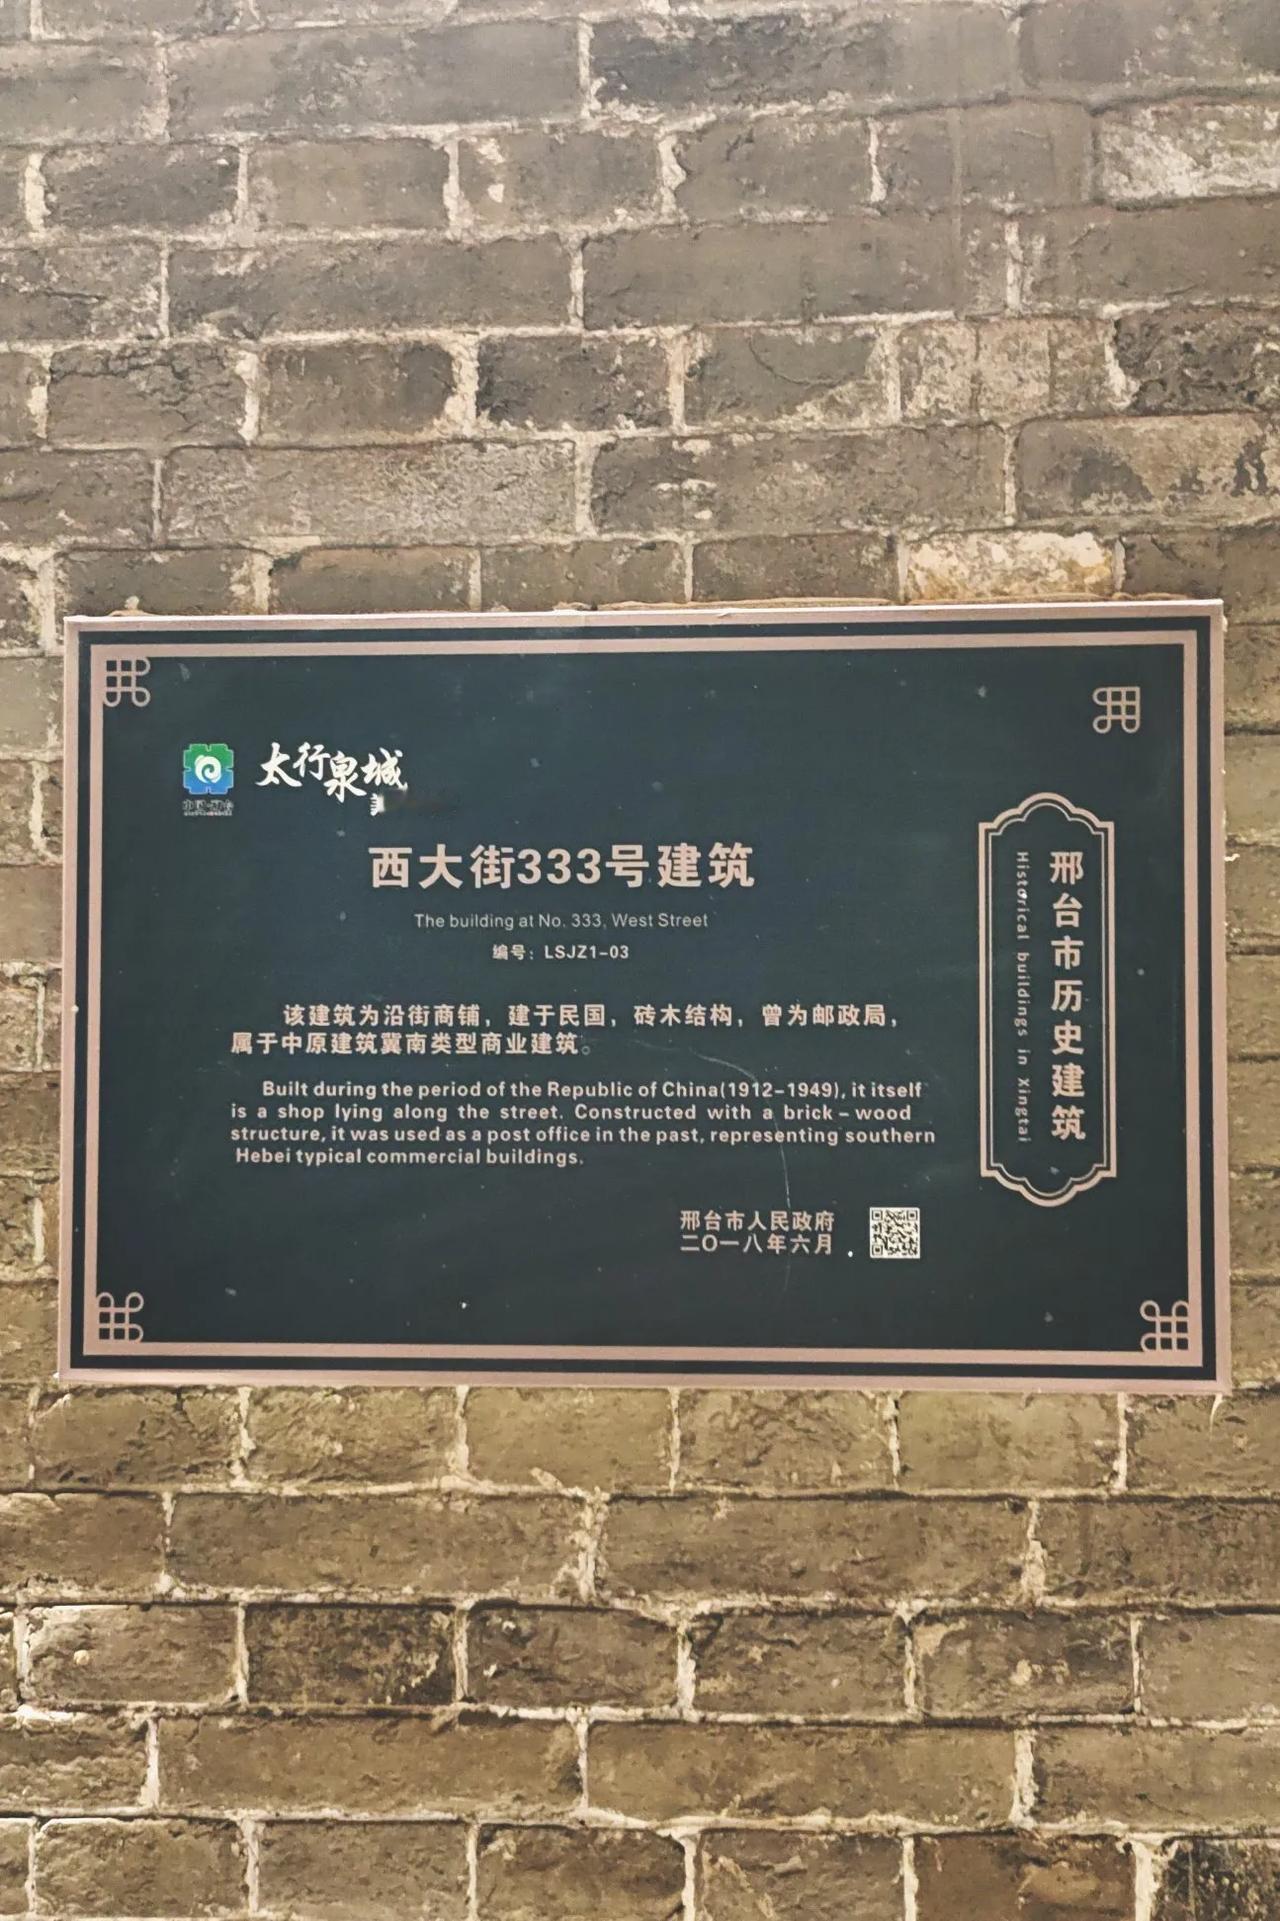 太行泉城
西大街333号建筑
The building at No. 333, West Street
编号：LSJZ1-03
该建筑为沿街商铺，建于民国，砖木结构，曾为邮政局，
属于中原建筑冀南类型商业建筑。
Built during the period of the Republic of China(1912-1949), it itself
is a shop lying along the street. Constructed with a brick-wood
structure, it was used as a post office in the past, representing southern
Hebei typical commercial buildings.
邢台市人民政府
二〇一八年六月
邢台市历史建筑
Historical buildings in Xingtai